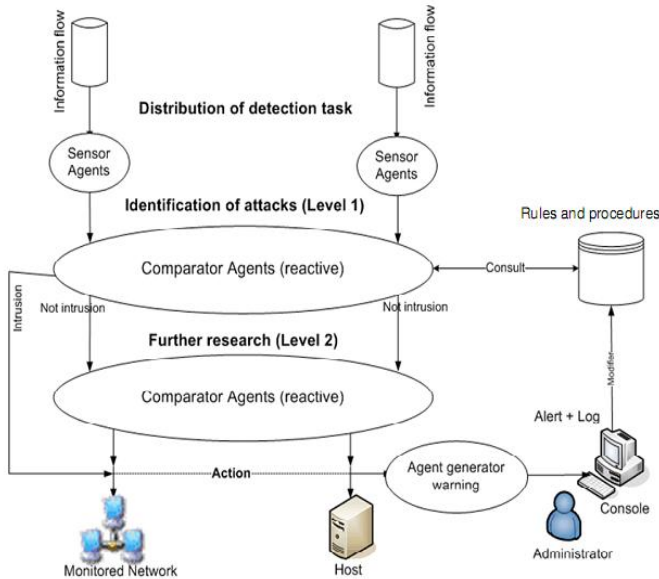 Information flow
Information flow
Distribution of detection task
Sensor
Agents
Sensor
Agents
Identification of attacks (Level 1)
Rules and procedures
Comparator Agents (reactive)
Consult
Intrusion
Not intrusion
Not intrusion
Further research (Level 2)
Comparator Agents (reactive)
Modifier
Alert + Log
Action
Agent generator
warning
Console
Monitored Network
Host
Administrator